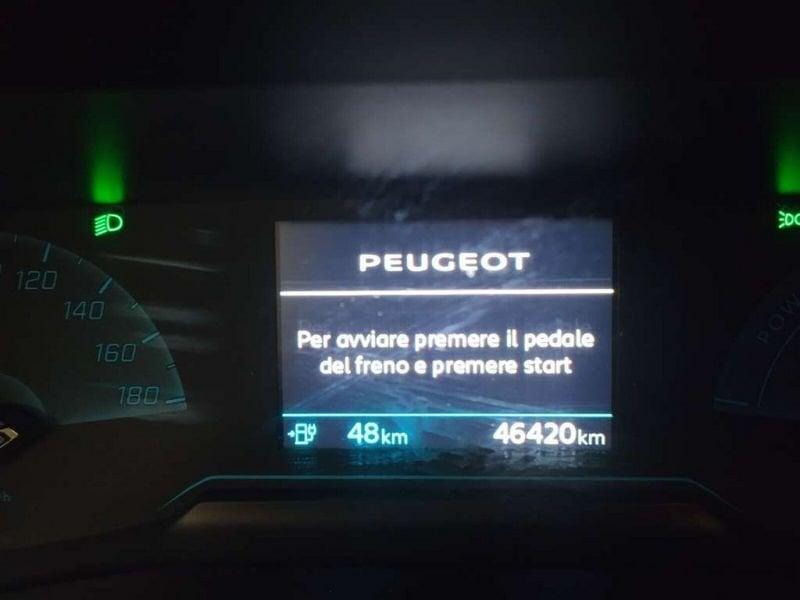 PEUGEOT
Per avviare premere il pedale
del freno e premere start
48km
46420km
120
140
160
180